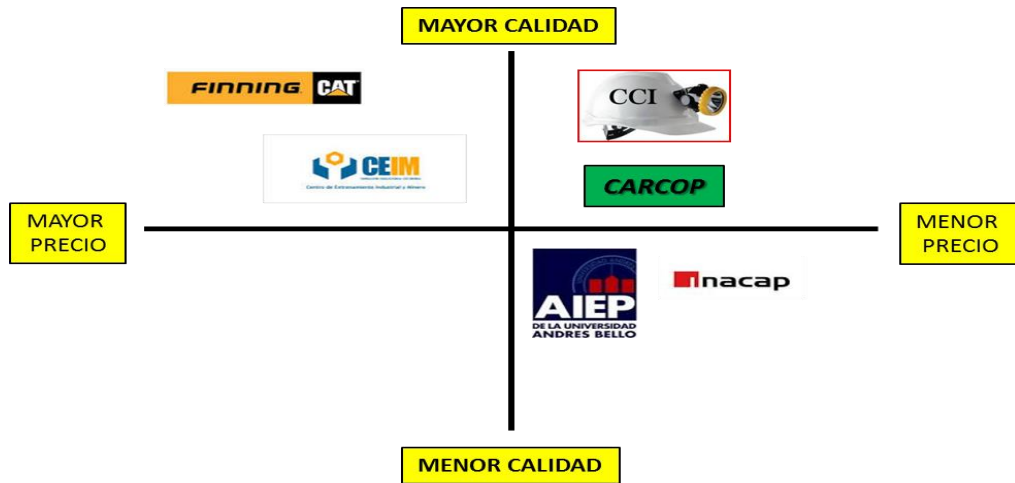 MAYOR CALIDAD
FINNING CAT
CCI
CEIM
Centro de Entrenamiento Industrial y Minero
CARCOP
MAYOR
PRECIO
MENOR
PRECIO
AIEP
DE LA UNIVERSIDAD
ANDRES BELLO
inacap
MENOR CALIDAD